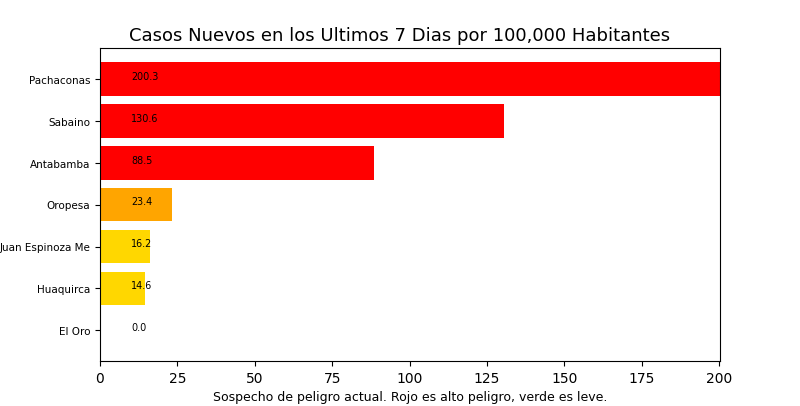 Casos Nuevos en los Ultimos 7 Dias por 100,000 Habitantes
Pachaconas 200.3
Sabaino 130.6
Antabamba 88.5
Oropesa 23.4
Juan Espinoza Me 16.2
Huaquirca 14.6
El Oro 0.0
0 25 50 75 100 125 150 175 200
Sospecho de peligro actual. Rojo es alto peligro, verde es leve.